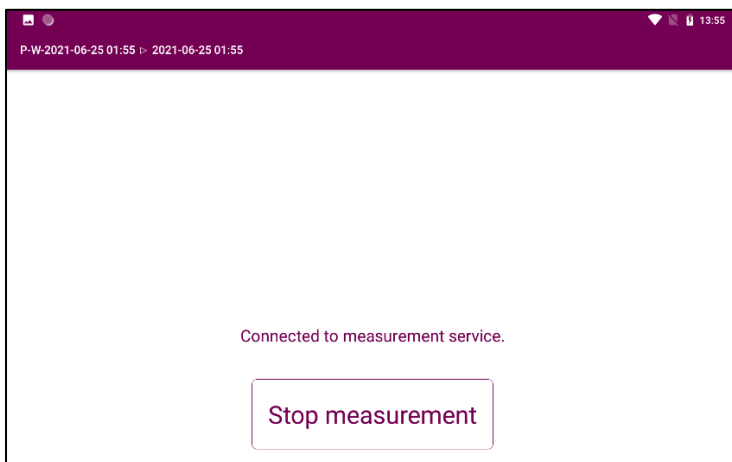 13:55
P-W-2021-06-25 01:55 ▷ 2021-06-25 01:55
Connected to measurement service.
Stop measurement